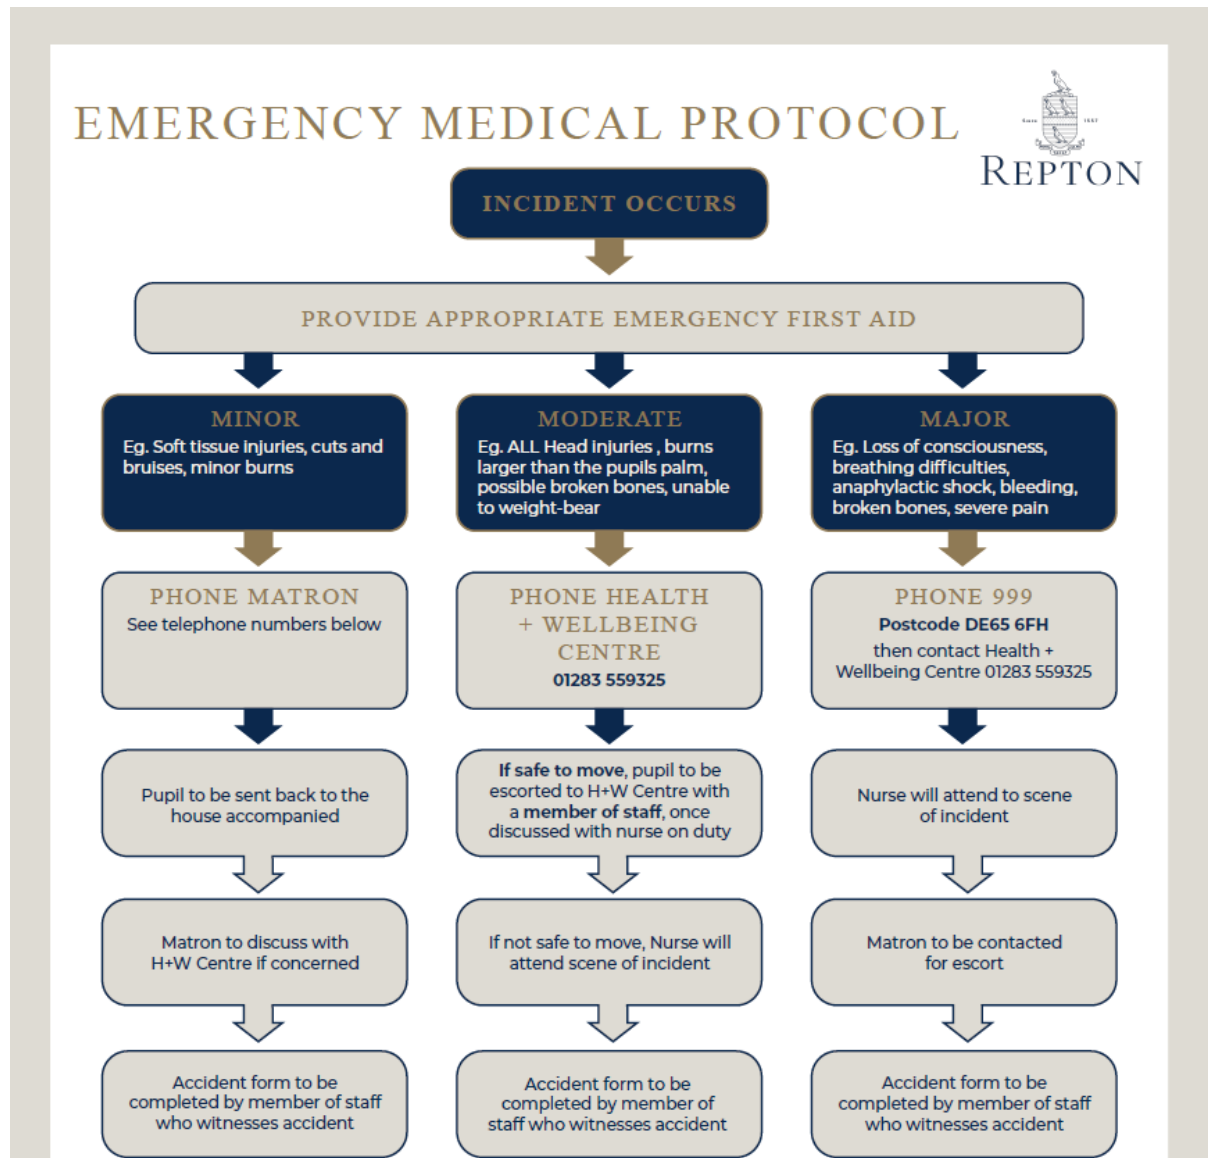 EMERGENCY MEDICAL PROTOCOL
REPTON
INCIDENT OCCURS
PROVIDE APPROPRIATE EMERGENCY FIRST AID
MINOR
Eg. Soft tissue injuries, cuts and
bruises, minor burns
MODERATE
Eg. ALL Head injuries , burns
larger than the pupils palm,
possible broken bones, unable
to weight-bear
MAJOR
Eg. Loss of consciousness,
breathing difficulties,
anaphylactic shock, bleeding,
broken bones, severe pain
PHONE MATRON
See telephone numbers below
PHONE HEALTH
+ WELLBEING
CENTRE
01283 559325
PHONE 999
Postcode DE65 6FH
then contact Health +
Wellbeing Centre 01283 559325
Pupil to be sent back to the
house accompanied
If safe to move, pupil to be
escorted to H+W Centre with
a member of staff, once
discussed with nurse on duty
Nurse will attend to scene
of incident
Matron to discuss with
H+W Centre if concerned
If not safe to move, Nurse will
attend scene of incident
Matron to be contacted
for escort
Accident form to be
completed by member of staff
who witnesses accident
Accident form to be
completed by member of
staff who witnesses accident
Accident form to be
completed by member of staff
who witnesses accident